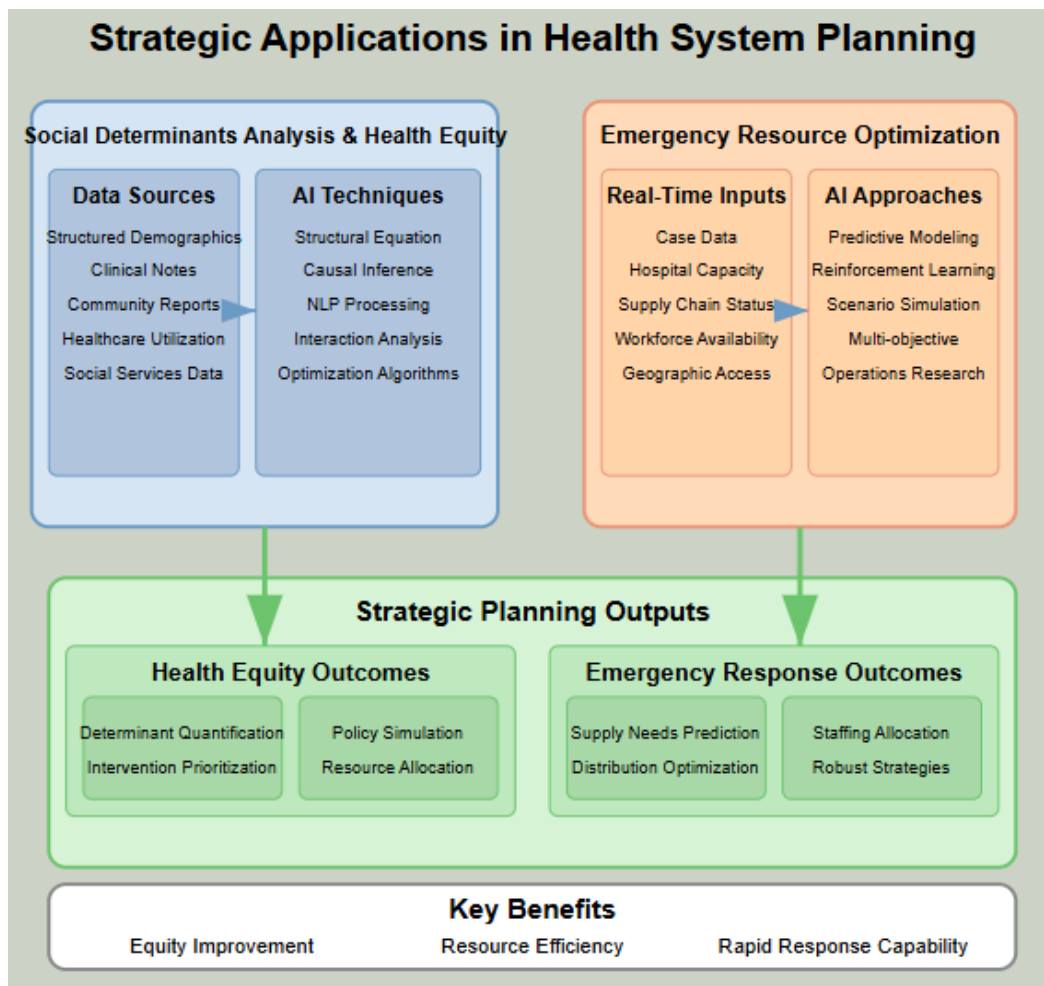 Strategic Applications in Health System Planning
Social Determinants Analysis & Health Equity
Data Sources
Structured Demographics
Clinical Notes
Community Reports
Healthcare Utilization
Social Services Data
AI Techniques
Structural Equation
Causal Inference
NLP Processing
Interaction Analysis
Optimization Algorithms
Emergency Resource Optimization
Real-Time Inputs
Case Data
Hospital Capacity
Supply Chain Status
Workforce Availability
Geographic Access
AI Approaches
Predictive Modeling
Reinforcement Learning
Scenario Simulation
Multi-objective
Operations Research
Strategic Planning Outputs
Health Equity Outcomes
Determinant Quantification
Intervention Prioritization
Policy Simulation
Resource Allocation
Emergency Response Outcomes
Supply Needs Prediction
Distribution Optimization
Staffing Allocation
Robust Strategies
Key Benefits
Equity Improvement
Resource Efficiency
Rapid Response Capability